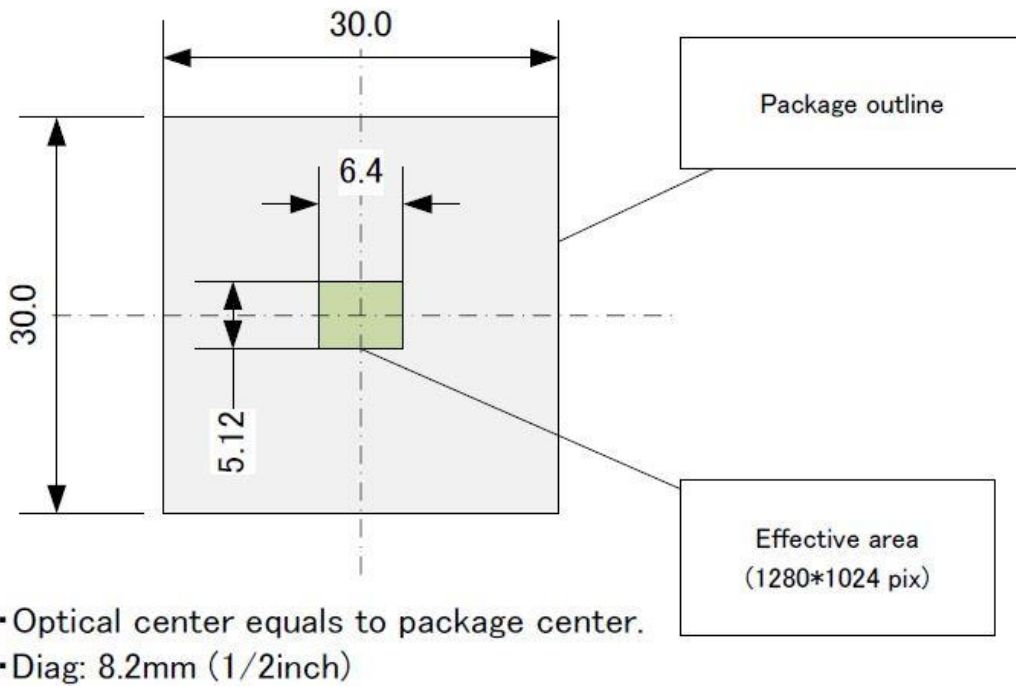 30.0
Package outline
6.4
30.0
5.12
Effective area
(1280*1024 pix)
・Optical center equals to package center.
・Diag: 8.2mm (1/2inch)